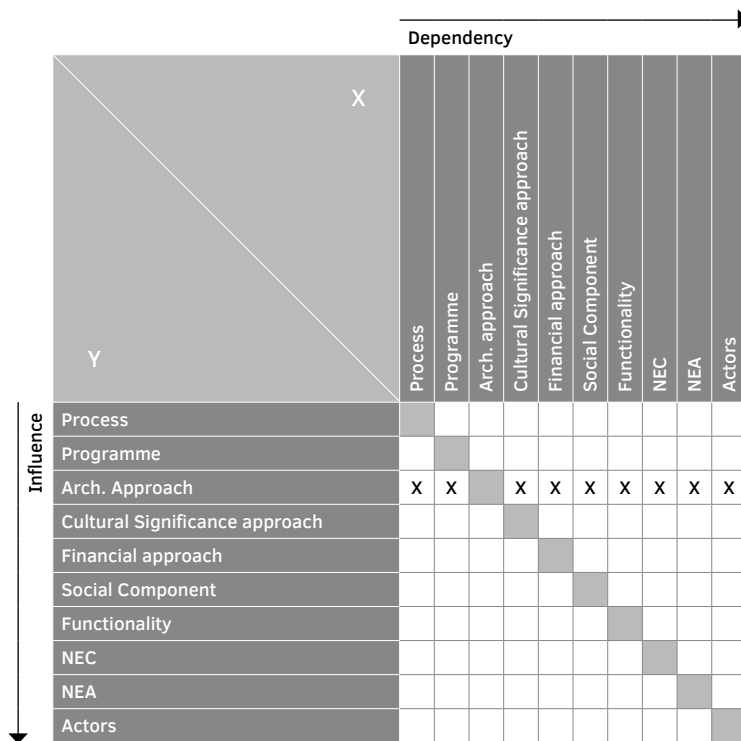 Dependency
X
Y
Process
Programme
Arch. approach
Cultural Significance approach
Financial approach
Social Component
Functionality
NEC
NEA
Actors
Influence
Process
Programme
Arch. Approach X X X X X X X X X
Cultural Significance approach
Financial approach
Social Component
Functionality
NEC
NEA
Actors